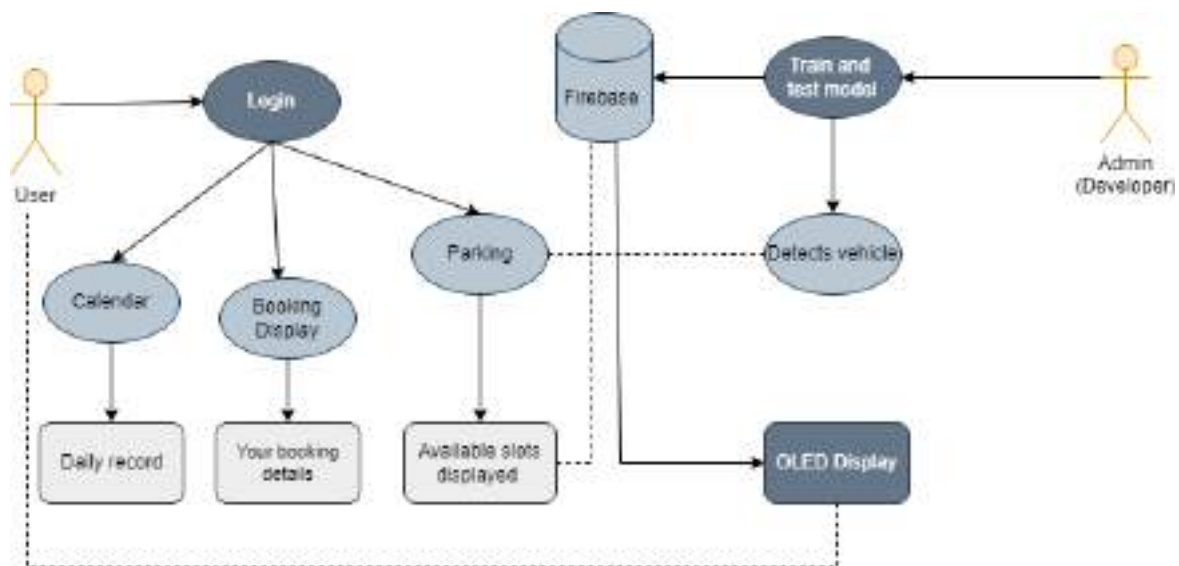 User
Login
Firebase
Train and
test model
Admin
(Developer)
Calendar
Booking
Display
Parking
Detects vehicle
Daily record
Your booking
details
Available slots
displayed
OLED Display